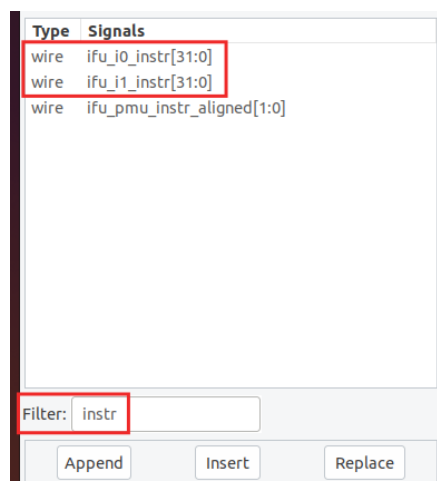 Type Signals
wire ifu_i0_instr[31:0]
wire ifu_i1_instr[31:0]
wire ifu_pmu_instr_aligned[1:0]
Filter: instr
Append Insert Replace